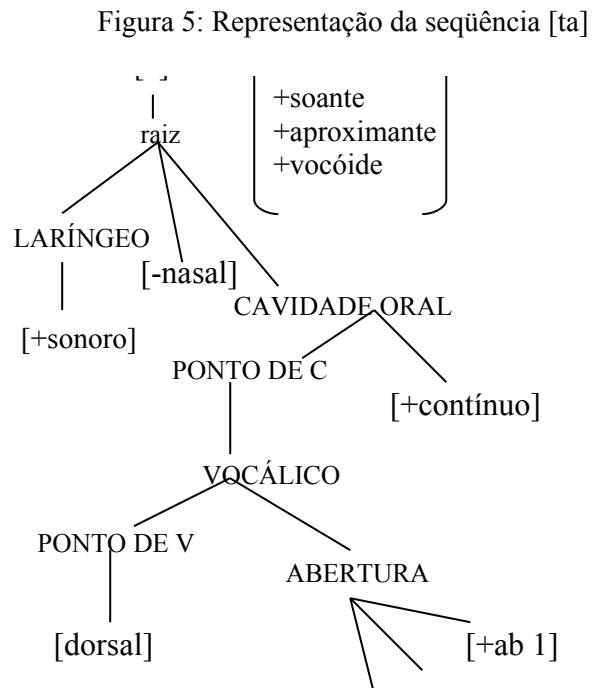 Figura 5: Representação da seqüência [ta]
+soante
raiz
+aproximante
+vocóide
LARÍNGEO
[-nasal]
CAVIDADE ORAL
[+sonoro]
PONTO DE C
[+contínuo]
VOCÁLICO
PONTO DE V
ABERTURA
[dorsal]
[+ab 1]